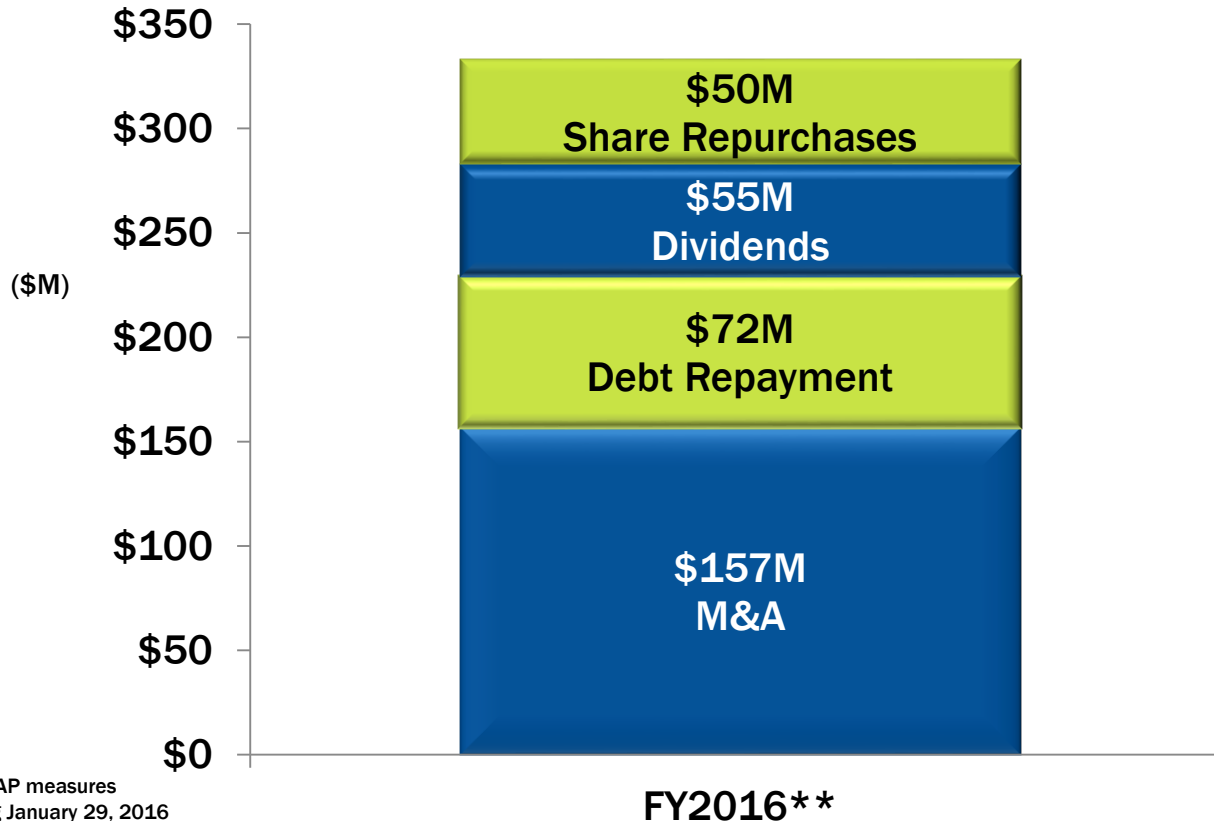 $350
$300
$250
($M)
$200
$150
$100
$50
$0
$50M
Share Repurchases
$55M
Dividends
$72M
Debt Repayment
$157M
M&A
FY2016**
measures
January 29, 2016